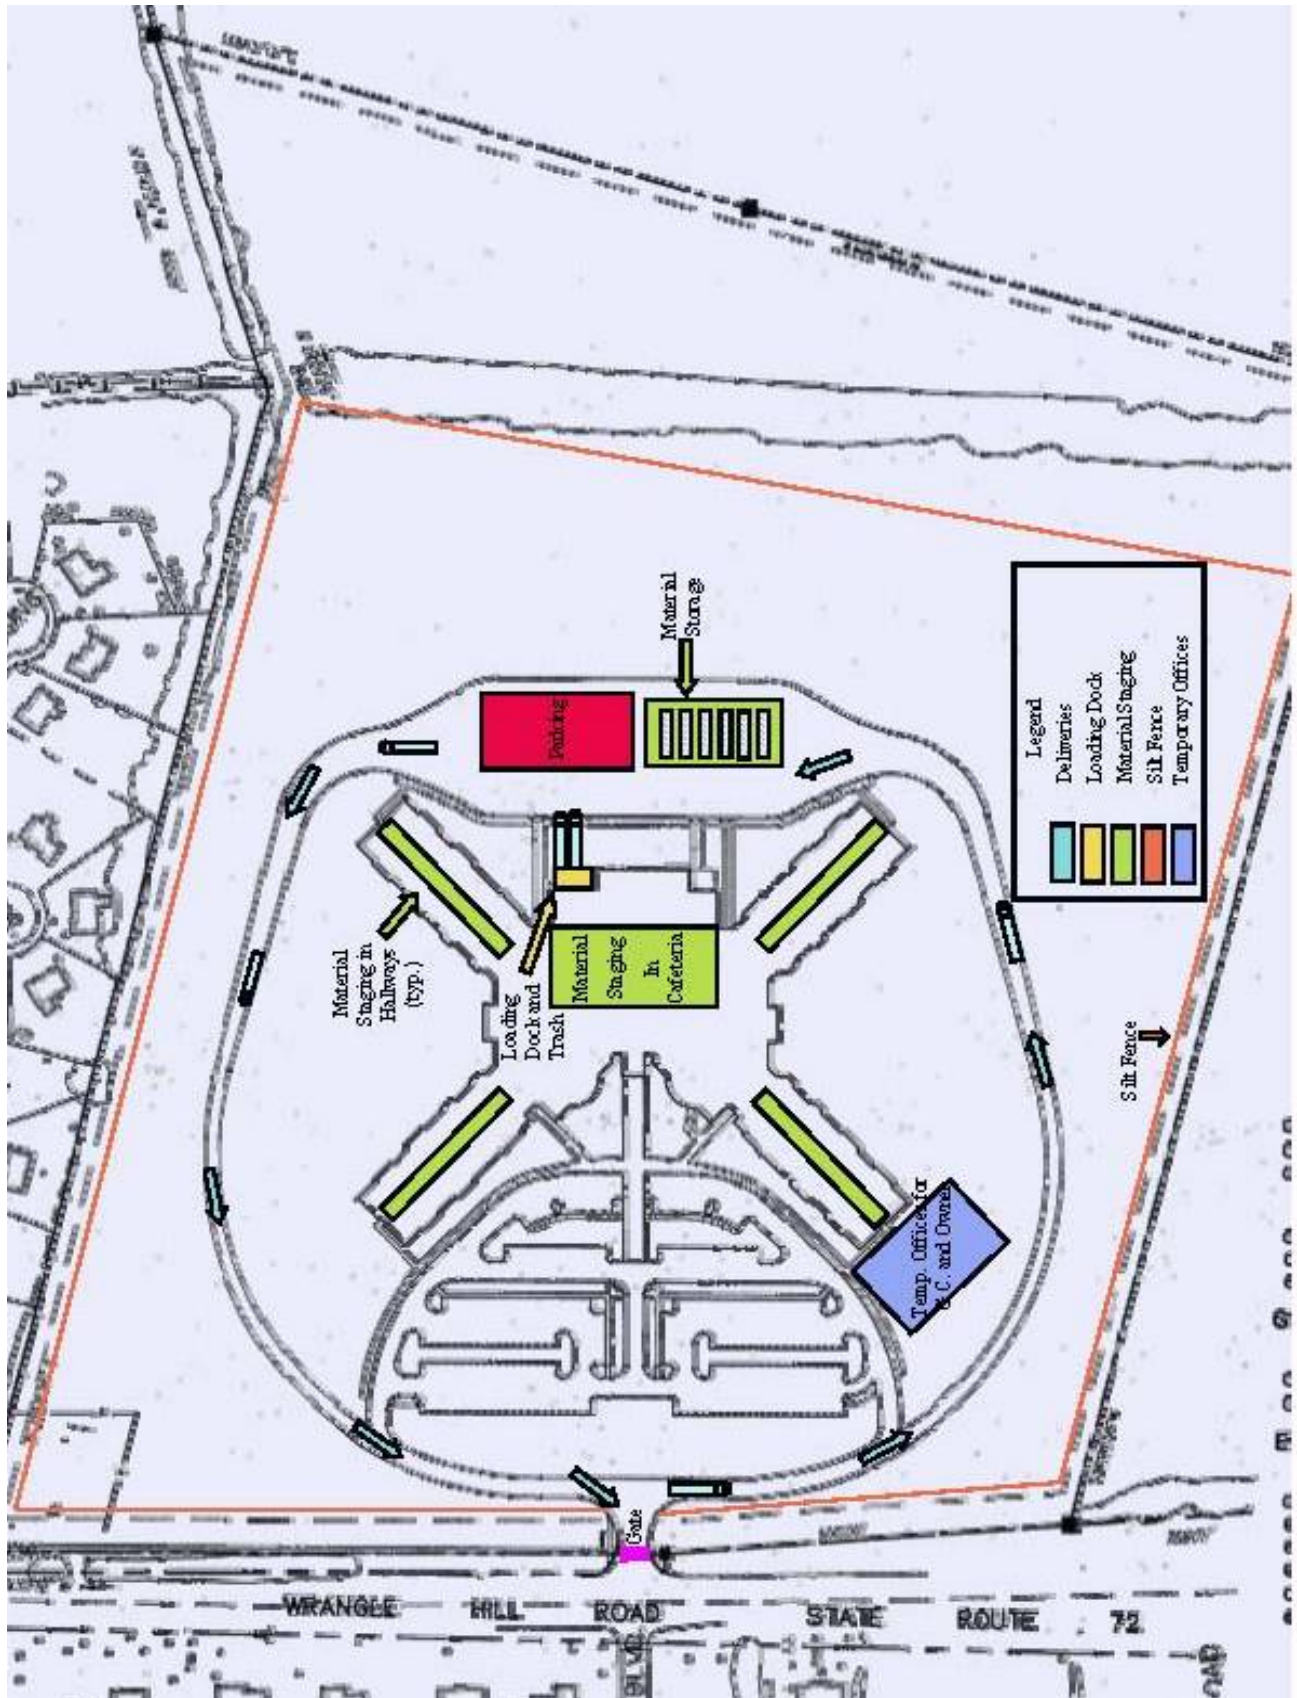 Material
Storage
Parking
Legend
Deliveries
Loading Dock
Material Staging
Silt Fence
Temporary Offices
Material
Staging in
Hallways
(typ.)
Loading
Dock and
Trash
Material
Staging
In
Cafeteria
Silt Fence
Temp. Offices for
G.C. and Owner
Gate
WRANGLE HILL ROAD STATE ROUTE 72
BLVD